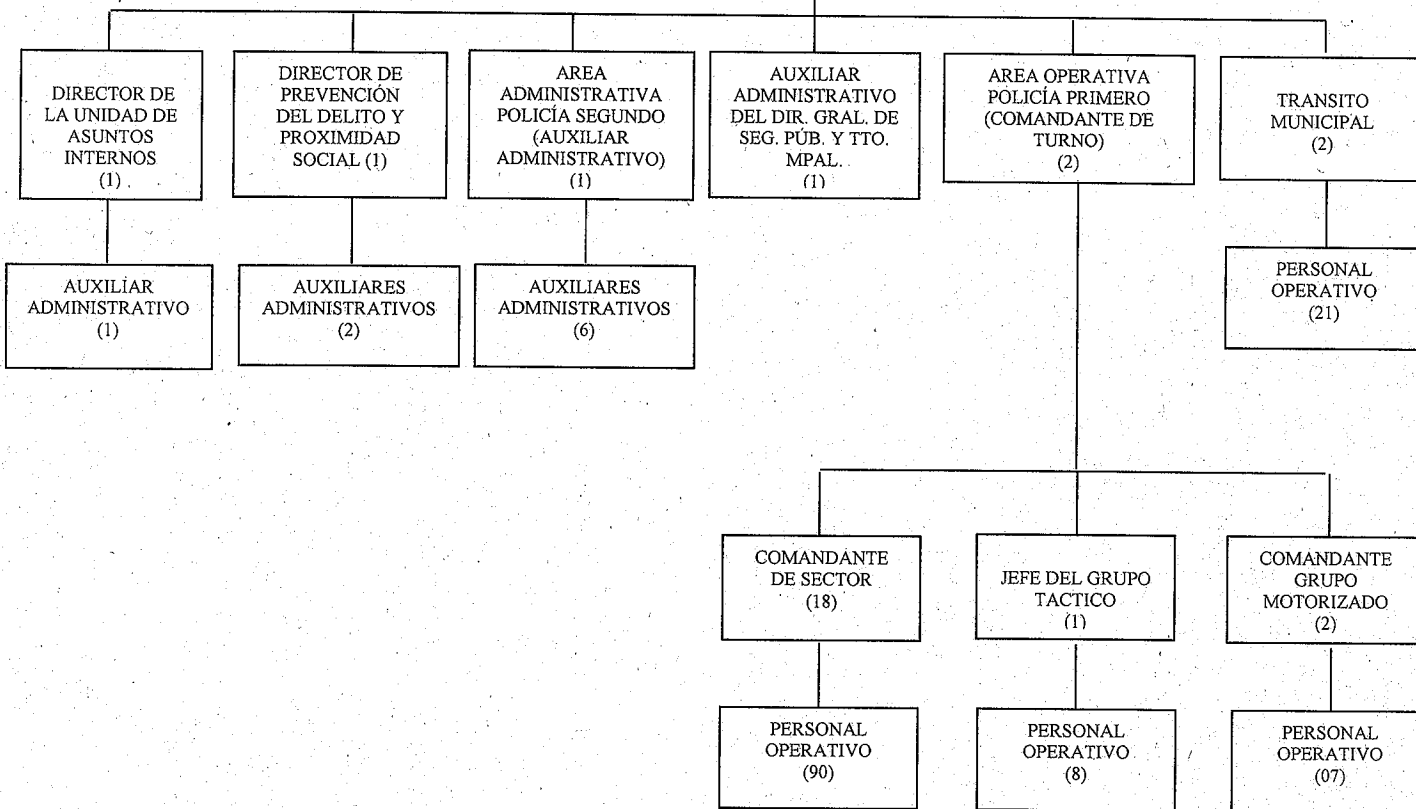 DIRECTOR DE
LA UNIDAD DE
ASUNTOS
INTERNOS
(1)
DIRECTOR DE
PREVENCIÓN
DEL DELITO Y
PROXIMIDAD
SOCIAL (1)
AREA
ADMINISTRATIVA
POLICÍA SEGUNDO
(AUXILIAR
ADMINISTRATIVO)
(1)
AUXILIAR
ADMINISTRATIVO
DEL DIR. GRAL. DE
SEG. PÚB. Y TTO.
MPAL.
(1)
AREA OPERATIVA
POLICÍA PRIMERO
(COMANDANTE DE
TURNO)
(2)
TRANSITO
MUNICIPAL
(2)
AUXILIAR
ADMINISTRATIVO
(1)
AUXILIARES
ADMINISTRATIVOS
(2)
AUXILIARES
ADMINISTRATIVOS
(6)
PERSONAL
OPERATIVO
(21)
COMANDANTE
DE SECTOR
(18)
JEFE DEL GRUPO
TACTICO
(1)
COMANDANTE
GRUPO
MOTORIZADO
(2)
PERSONAL
OPERATIVO
(90)
PERSONAL
OPERATIVO
(8)
PERSONAL
OPERATIVO
(07)